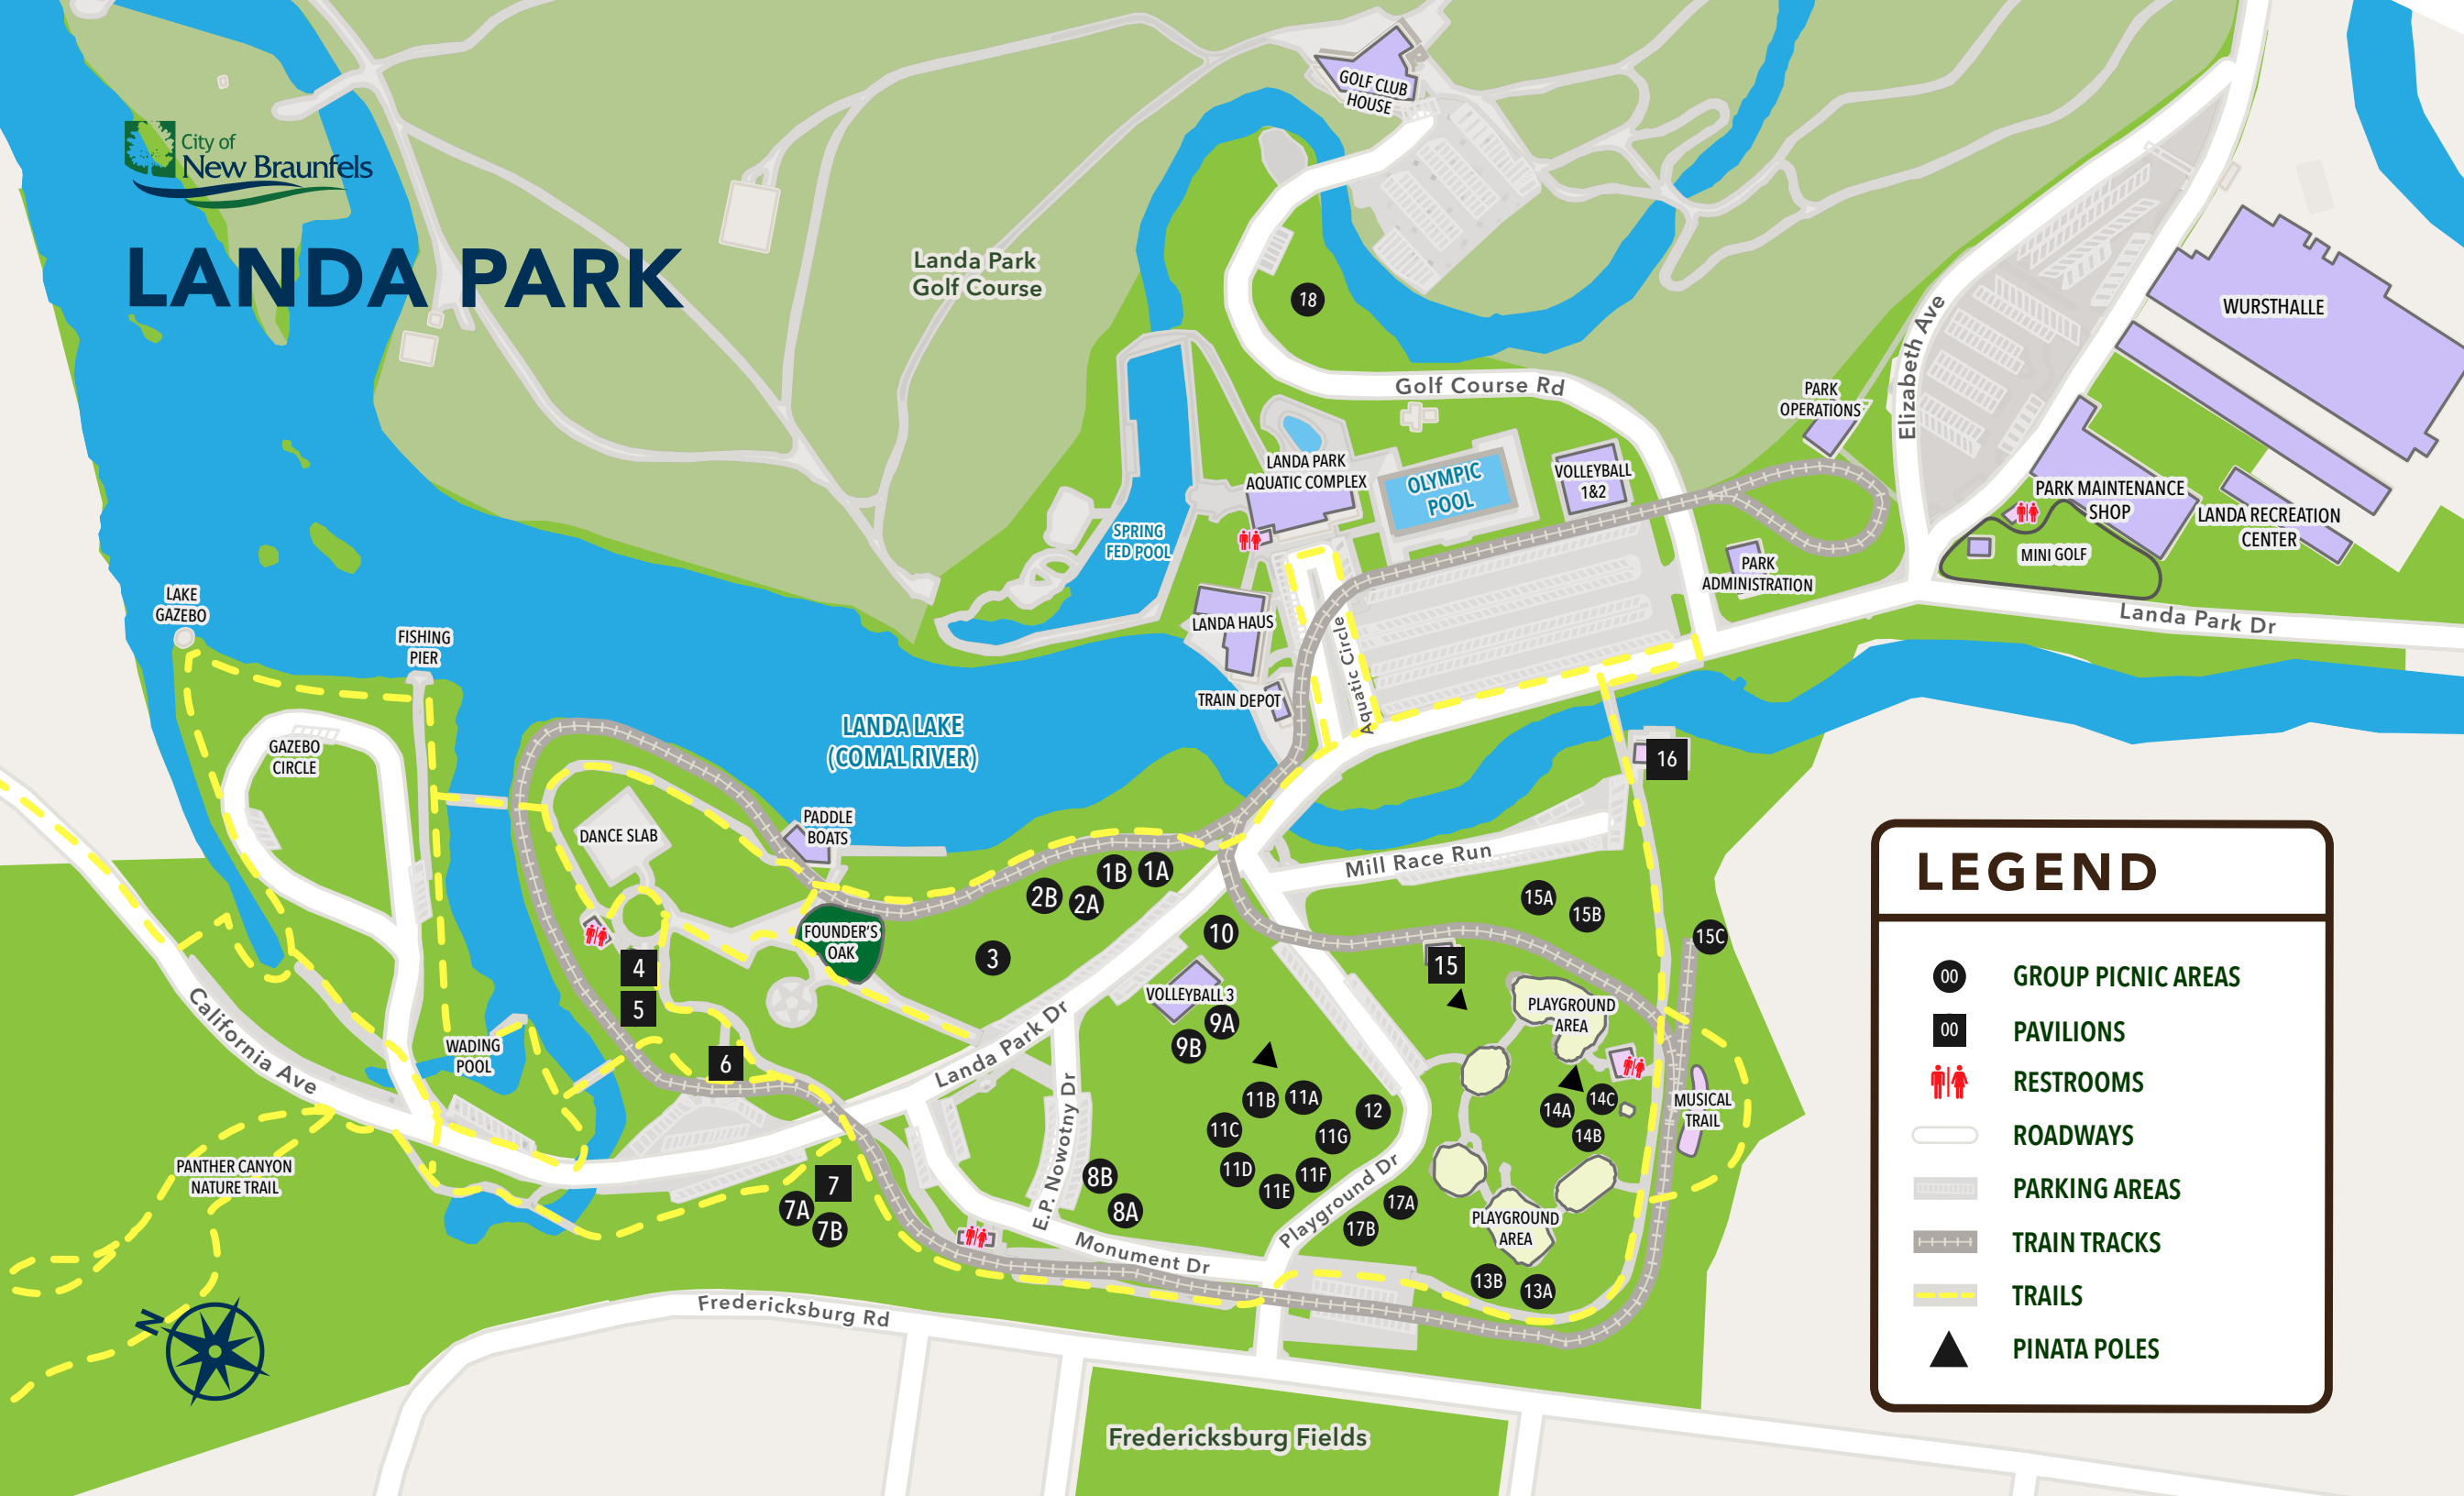 City of
New Braunfels
LANDA PARK
Landa Park
Golf Course
GOLF CLUB
HOUSE
18
Golf Course Rd
PARK
OPERATIONS
Elizabeth Ave
WURSTHALLE
LANDA PARK
AQUATIC COMPLEX
OLYMPIC
POOL
VOLLEYBALL
1&2
PARK MAINTENANCE
SHOP
LANDA RECREATION
CENTER
MINI GOLF
SPRING
FED POOL
PARK
ADMINISTRATION
Landa Park Dr
LANDA HAUS
Aquatic Circle
TRAIN DEPOT
LAKE
GAZEBO
FISHING
PIER
GAZEBO
CIRCLE
LANDA LAKE
(COMAL RIVER)
DANCE SLAB
PADDLE
BOATS
16
Mill Race Run
1B
1A
2B
2A
3
FOUNDER'S
OAK
10
15A
15B
15C
15
4
5
6
VOLLEYBALL 3
9A
9B
PLAYGROUND
AREA
California Ave
WADING
POOL
Landa Park Dr
E.P. Nowotny Dr
11B
11A
12
11C
11G
11D
11F
11E
14A
14C
14B
MUSICAL
TRAIL
PANTHER CANYON
NATURE TRAIL
7
7A
7B
8B
8A
17A
17B
Playground Dr
PLAYGROUND
AREA
Monument Dr
13B
13A
N
Fredericksburg Rd
Fredericksburg Fields
LEGEND
00 GROUP PICNIC AREAS
00 PAVILIONS
RESTROOMS
ROADWAYS
PARKING AREAS
TRAIN TRACKS
TRAILS
PINATA POLES